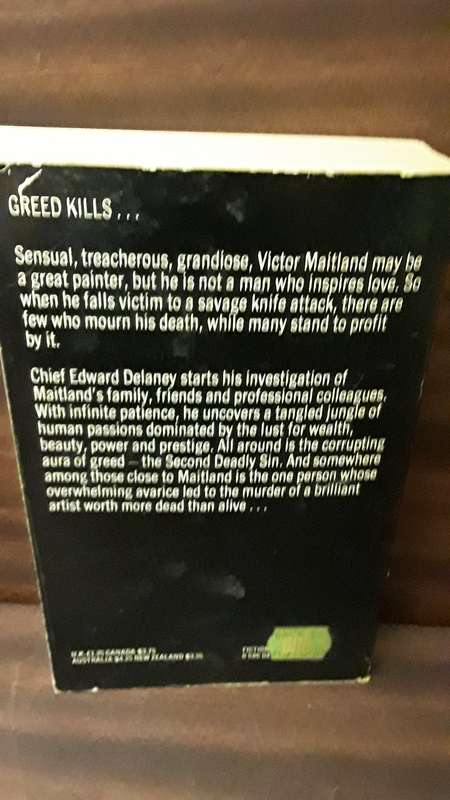 GREED KILLS...
Sensual, treacherous, grandiose, Victor Maitland may be
a great painter, but he is not a man who inspires love. So
when he falls victim to a savage knife attack, there are
few who mourn his death, while many stand to profit
by it.
Chief Edward Delaney starts his investigation of
Maitland's family, friends and professional colleagues.
With infinite patience, he uncovers a tangled jungle of
human passions dominated by the lust for wealth,
beauty, power and prestige. All around is the corrupting
aura of greed – the Second Deadly Sin. And somewhere
among those close to Maitland is the one person whose
overwhelming avarice led to the murder of a brilliant
artist worth more dead than alive...
CANADA
AUSTRALIA NEW ZEALAND
FICTION